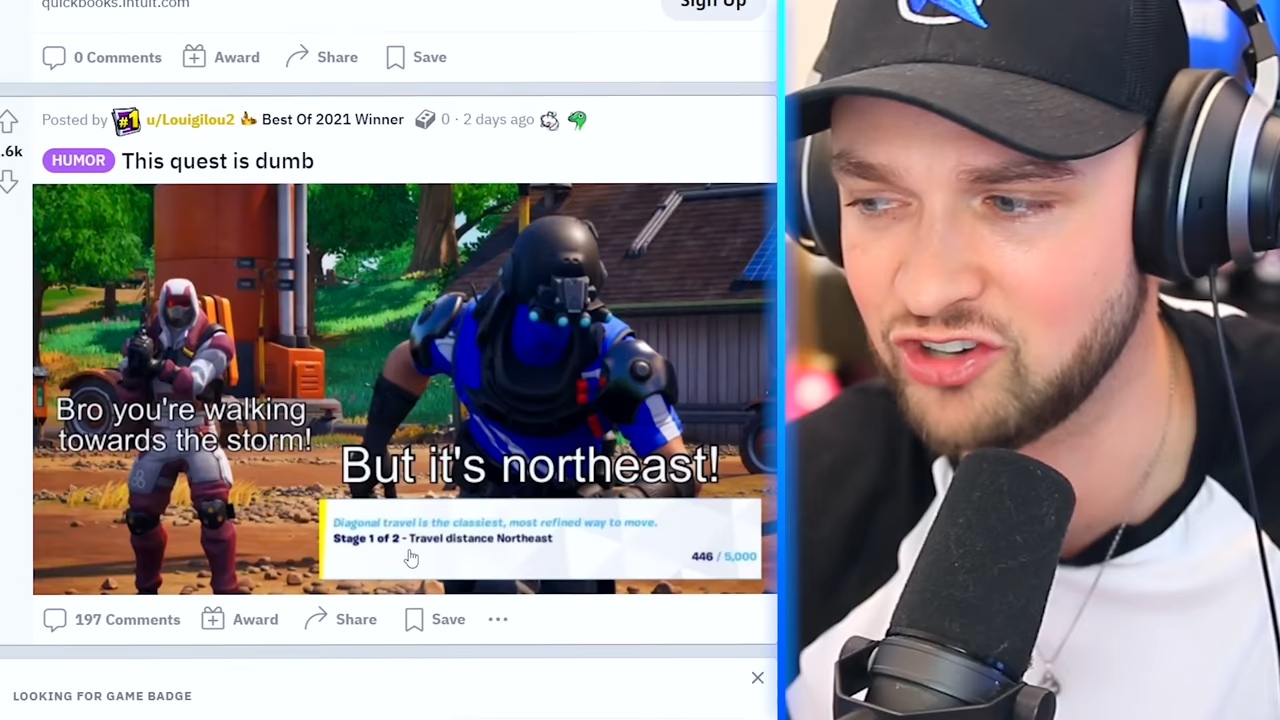 quickbooks.intuit.com
Sign Up
0 Comments Award Share Save
Posted by #1 u/Louigilou2 Best Of 2021 Winner 0 · 2 days ago
.6k
HUMOR This quest is dumb
Bro you're walking
towards the storm!
But it's northeast!
Diagonal travel is the classiest, most refined way to move.
Stage 1 of 2 - Travel distance Northeast
446 / 5,000
197 Comments Award Share Save ...
LOOKING FOR GAME BADGE